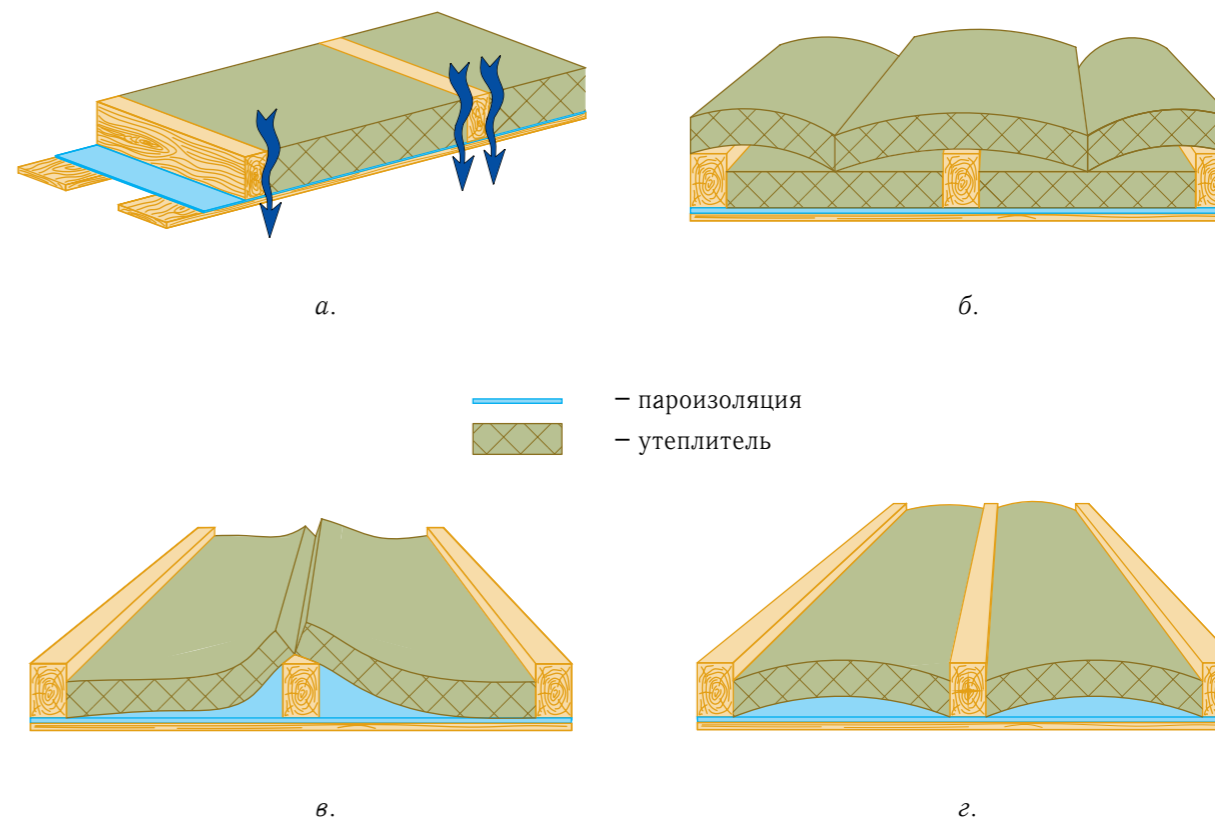 а.
б.
– пароизоляция
– утеплитель
в.
г.